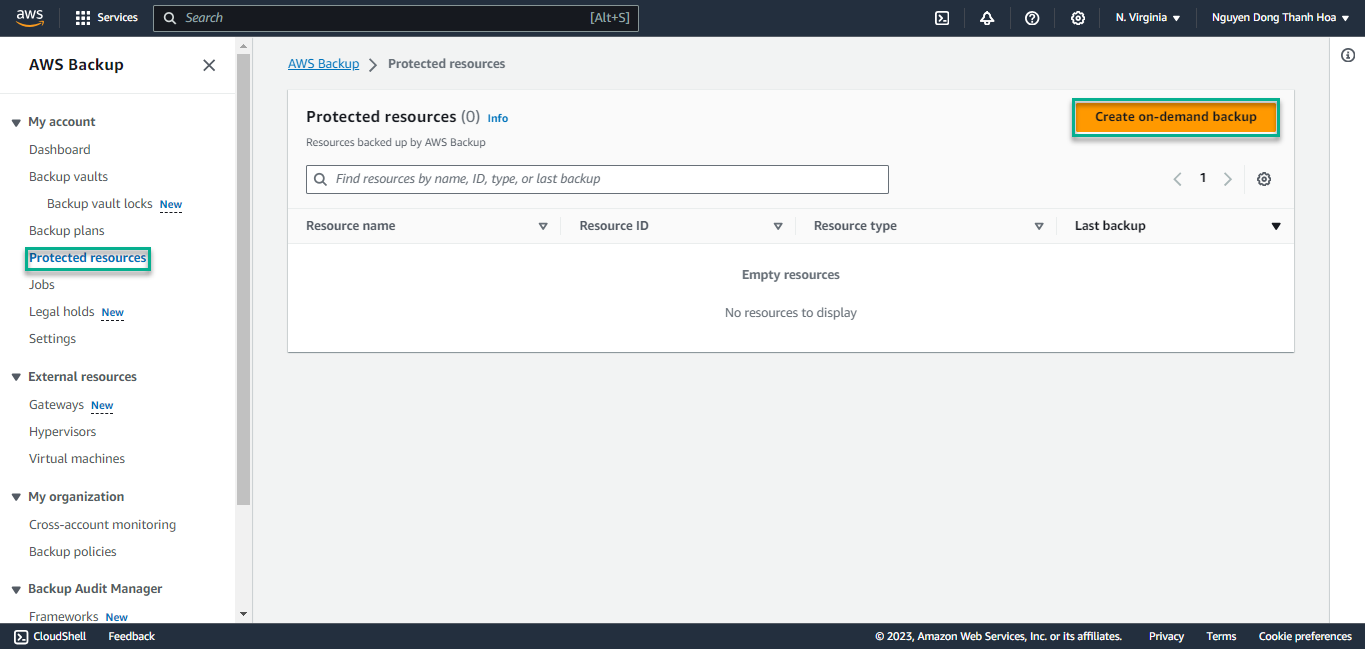 aws Services Search [Alt+S] N. Virginia Nguyen Dong Thanh Hoa
AWS Backup
My account
Dashboard
Backup vaults
Backup vault locks New
Backup plans
Protected resources
Jobs
Legal holds New
Settings
External resources
Gateways New
Hypervisors
Virtual machines
My organization
Cross-account monitoring
Backup policies
Backup Audit Manager
Frameworks New
AWS Backup Protected resources
Protected resources (0) Info
Create on-demand backup
Resources backed up by AWS Backup
Find resources by name, ID, type, or last backup
1
Resource name Resource ID Resource type Last backup
Empty resources
No resources to display
CloudShell Feedback © 2023, Amazon Web Services, Inc. or its affiliates. Privacy Terms Cookie preferences